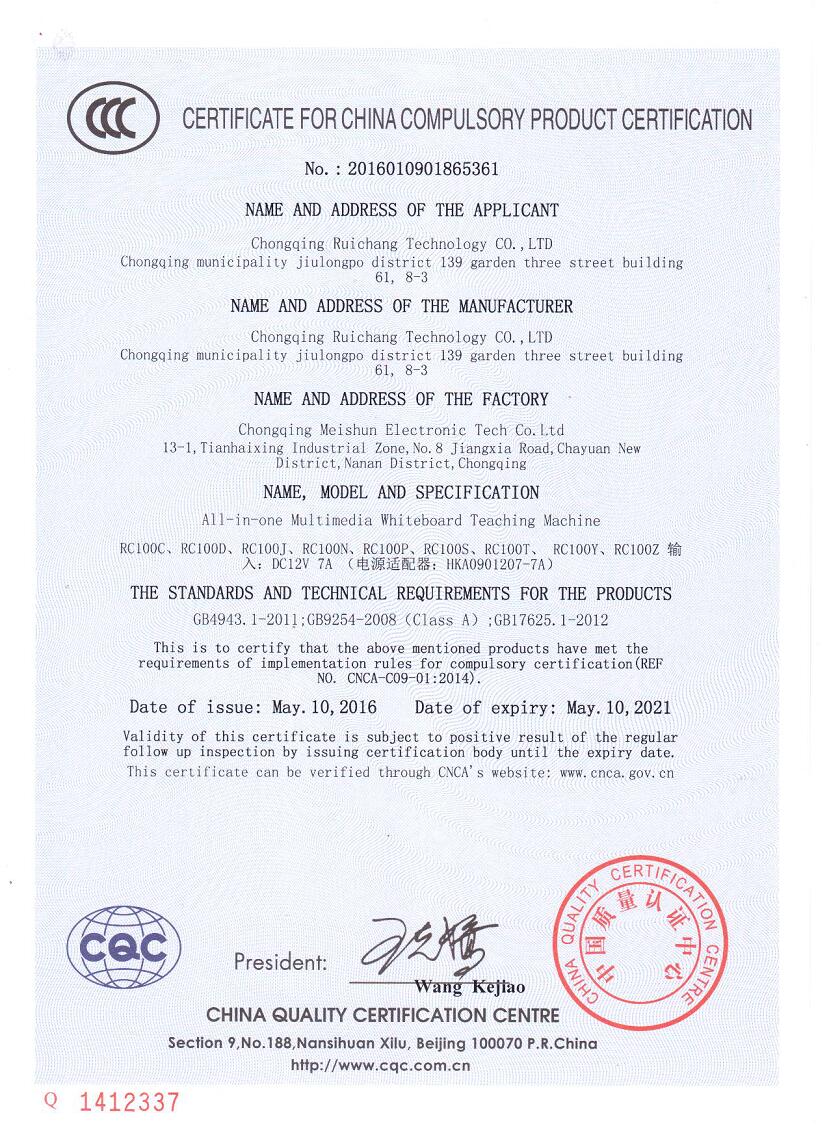 CCC
CERTIFICATE FOR CHINA COMPULSORY PRODUCT CERTIFICATION
No. : 2016010901865361
NAME AND ADDRESS OF THE APPLICANT
Chongqing Ruichang Technology CO.,LTD
Chongqing municipality jiulongpo district 139 garden three street building
61, 8-3
NAME AND ADDRESS OF THE MANUFACTURER
Chongqing Ruichang Technology CO.,LTD
Chongqing municipality jiulongpo district 139 garden three street building
61, 8-3
NAME AND ADDRESS OF THE FACTORY
Chongqing Meishun Electronic Tech Co.Ltd
13-1,Tianhaixing Industrial Zone,No.8 Jiangxia Road,Chayuan New
District,Nanan District,Chongqing
NAME, MODEL AND SPECIFICATION
All-in-one Multimedia Whiteboard Teaching Machine
RC100C、RC100D、RC100J、RC100N、RC100P、RC100S、RC100T、 RC100Y、RC100Z 输
入: DC12V 7A （电源适配器: HKA0901207-7A）
THE STANDARDS AND TECHNICAL REQUIREMENTS FOR THE PRODUCTS
GB4943.1-2011;GB9254-2008（Class A）;GB17625.1-2012
This is to certify that the above mentioned products have met the
requirements of implementation rules for compulsory certification(REF
NO. CNCA-C09-01:2014).
Date of issue: May.10,2016 Date of expiry: May.10,2021
Validity of this certificate is subject to positive result of the regular
follow up inspection by issuing certification body until the expiry date.
This certificate can be verified through CNCA's website: www.cnca.gov.cn
CQC
President:
王克娇
Wang Kejiao
CHINA QUALITY CERTIFICATION CENTRE
中国质量认证中心
CHINA QUALITY CERTIFICATION CENTRE
Section 9,No.188,Nansihuan Xilu, Beijing 100070 P.R.China
http://www.cqc.com.cn
Q 1412337